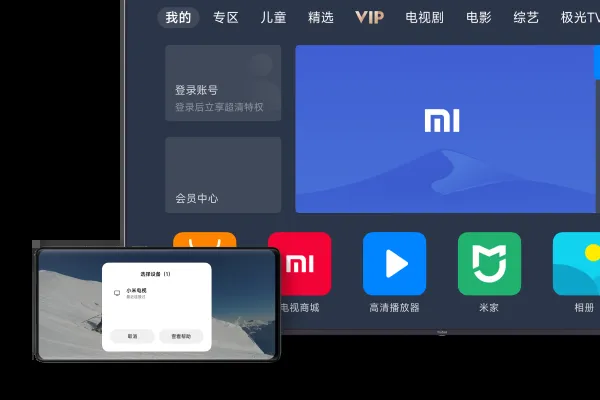 我的 专区 儿童 精选 VIP 电视剧 电影 综艺 极光TV
登录账号
登录后立享超清特权
会员中心
电视商城 高清播放器 米家 相册
选择设备（1）
小米电视
取消 查看帮助